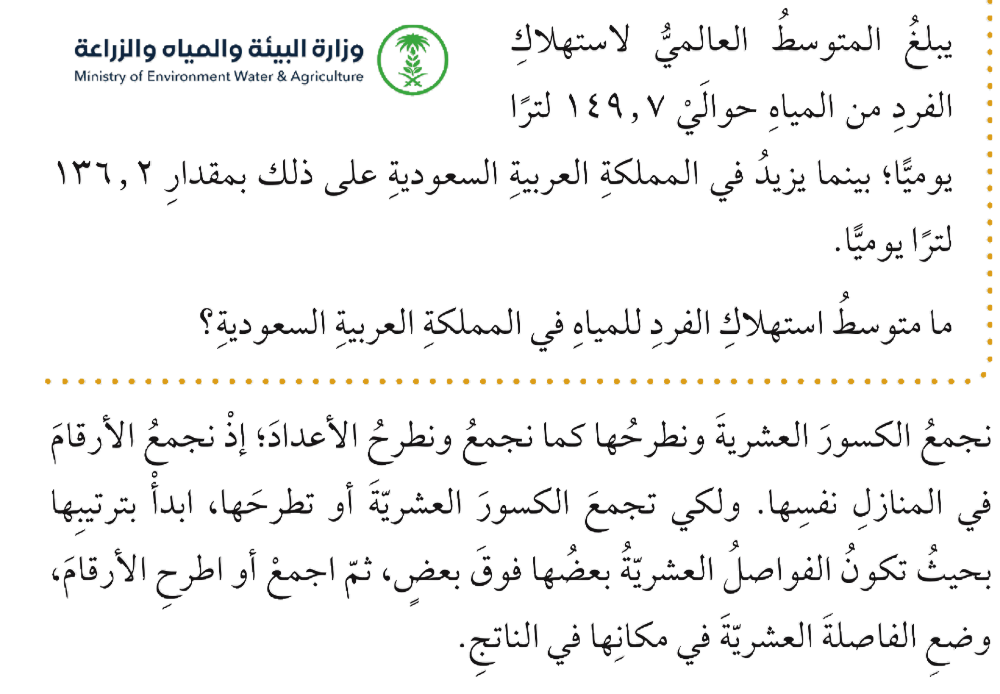 يبلغُ المتوسطُ العالميُّ لاستهلاكِ
الفردِ من المياهِ حوالَيْ ١٤٩,٧ لترًا
يوميًّا؛ بينما يزيدُ في المملكةِ العربيةِ السعوديةِ على ذلك بمقدارِ ١٣٦,٢
لترًا يوميًّا.
ما متوسطُ استهلاكِ الفردِ للمياهِ في المملكةِ العربيةِ السعوديةِ؟
وزارة البيئة والمياه والزراعة
Ministry of Environment Water & Agriculture
نجمعُ الكسورَ العشريةَ ونطرحُها كما نجمعُ ونطرحُ الأعدادَ؛ إذْ نجمعُ الأرقامَ
في المنازلِ نفسِها. ولكي تجمعَ الكسورَ العشريّةَ أو تطرحَها، ابدأْ بترتيبِها
بحيثُ تكونُ الفواصلُ العشريّةُ بعضُها فوقَ بعضٍ، ثمّ اجمعْ أو اطرحِ الأرقامَ،
وضعِ الفاصلةَ العشريّةَ في مكانِها في الناتجِ.